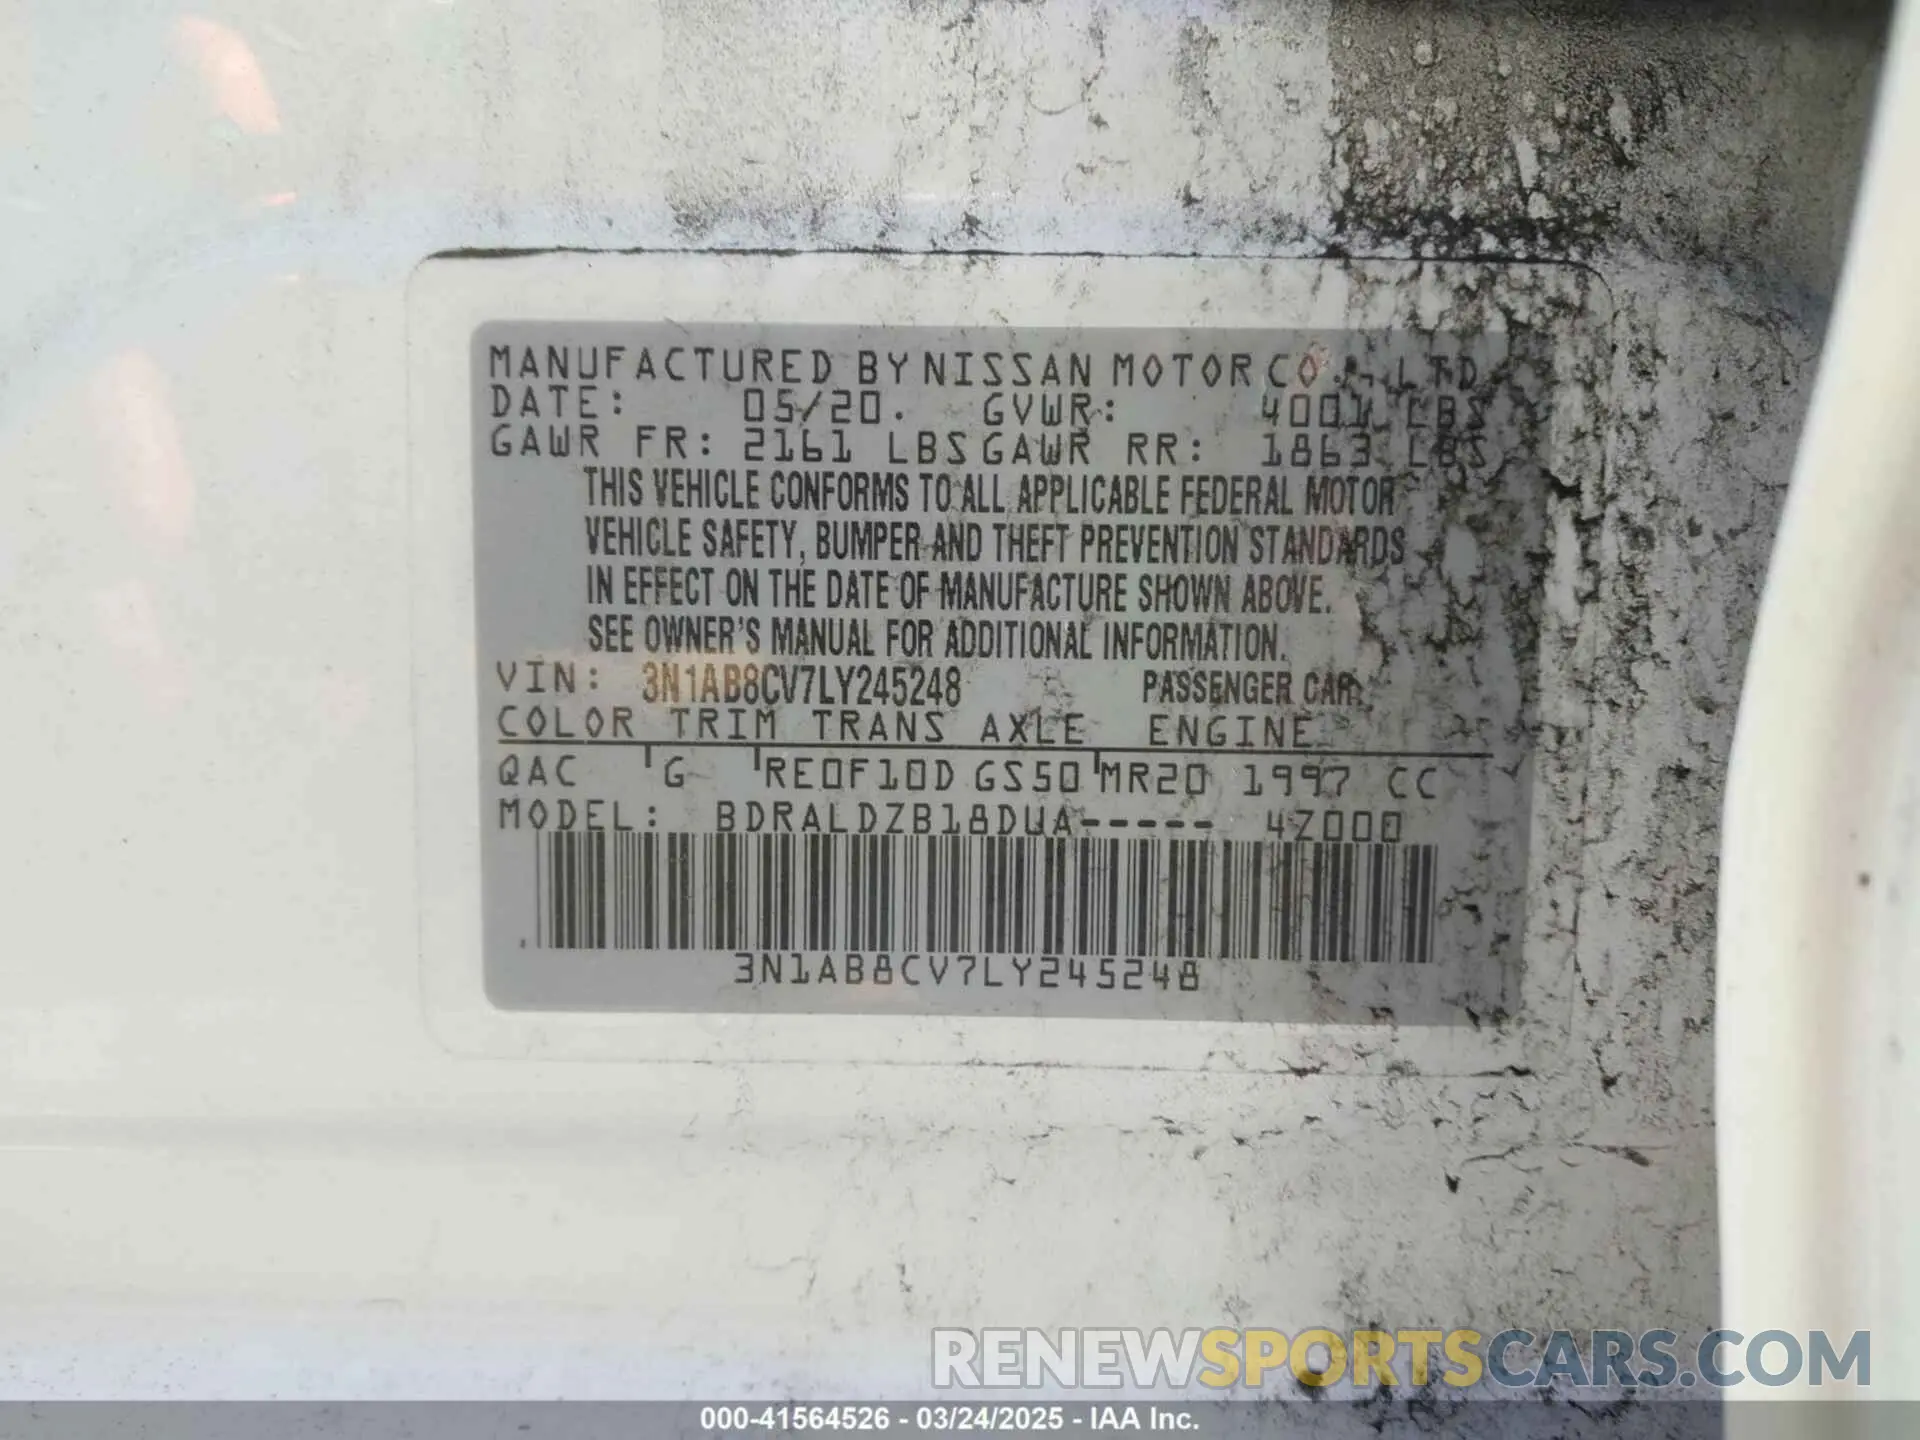 MANUFACTURED BY NISSAN MOTOR CO., LTD
DATE: 05/20. GVWR: 4001 LBS
GAWR FR: 2161 LBS GAWR RR: 1863 LBS
THIS VEHICLE CONFORMS TO ALL APPLICABLE FEDERAL MOTOR
VEHICLE SAFETY, BUMPER AND THEFT PREVENTION STANDARDS
IN EFFECT ON THE DATE OF MANUFACTURE SHOWN ABOVE.
SEE OWNER'S MANUAL FOR ADDITIONAL INFORMATION.
VIN: 3N1AB8CV7LY245248 PASSENGER CAR
COLOR TRIM TRANS AXLE ENGINE
QAC G RE0F10D GS50 MR20 1997 CC
MODEL: BDRALDZB18DUA----- 4Z000
3N1AB8CV7LY245248
RENEWSPORTSCARS.COM
000-41564526 - 03/24/2025 - IAA Inc.